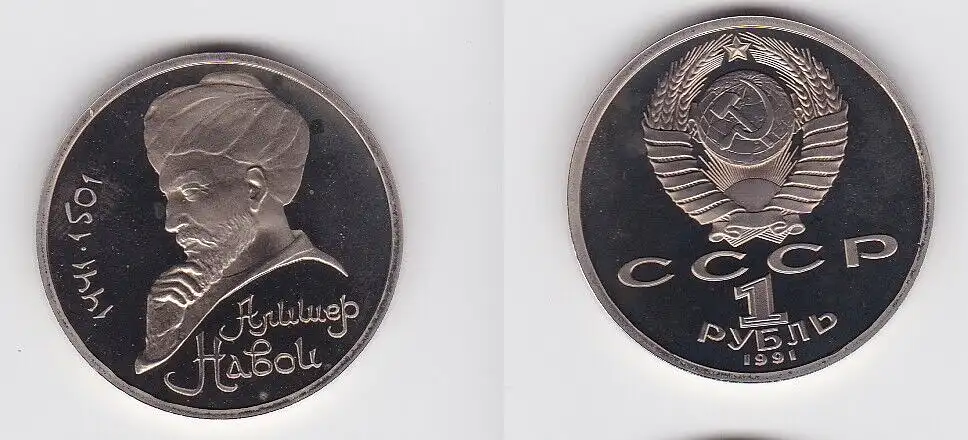 1441·1501
Алишер
Навои
СССР
1
РУБЛЬ
1991